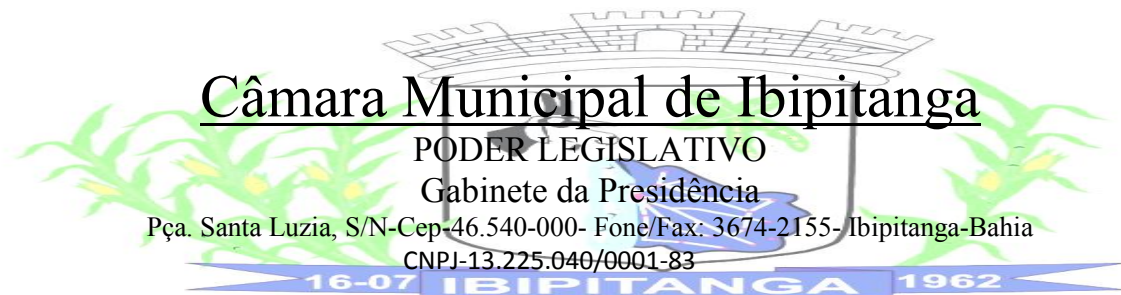 Câmara Municipal de Ibipitanga
PODER LEGISLATIVO
Gabinete da Presidência
Pça. Santa Luzia, S/N-Cep-46.540-000- Fone/Fax: 3674-2155- Ibipitanga-Bahia
CNPJ-13.225.040/0001-83
16-07 IBIPITANGA 1962